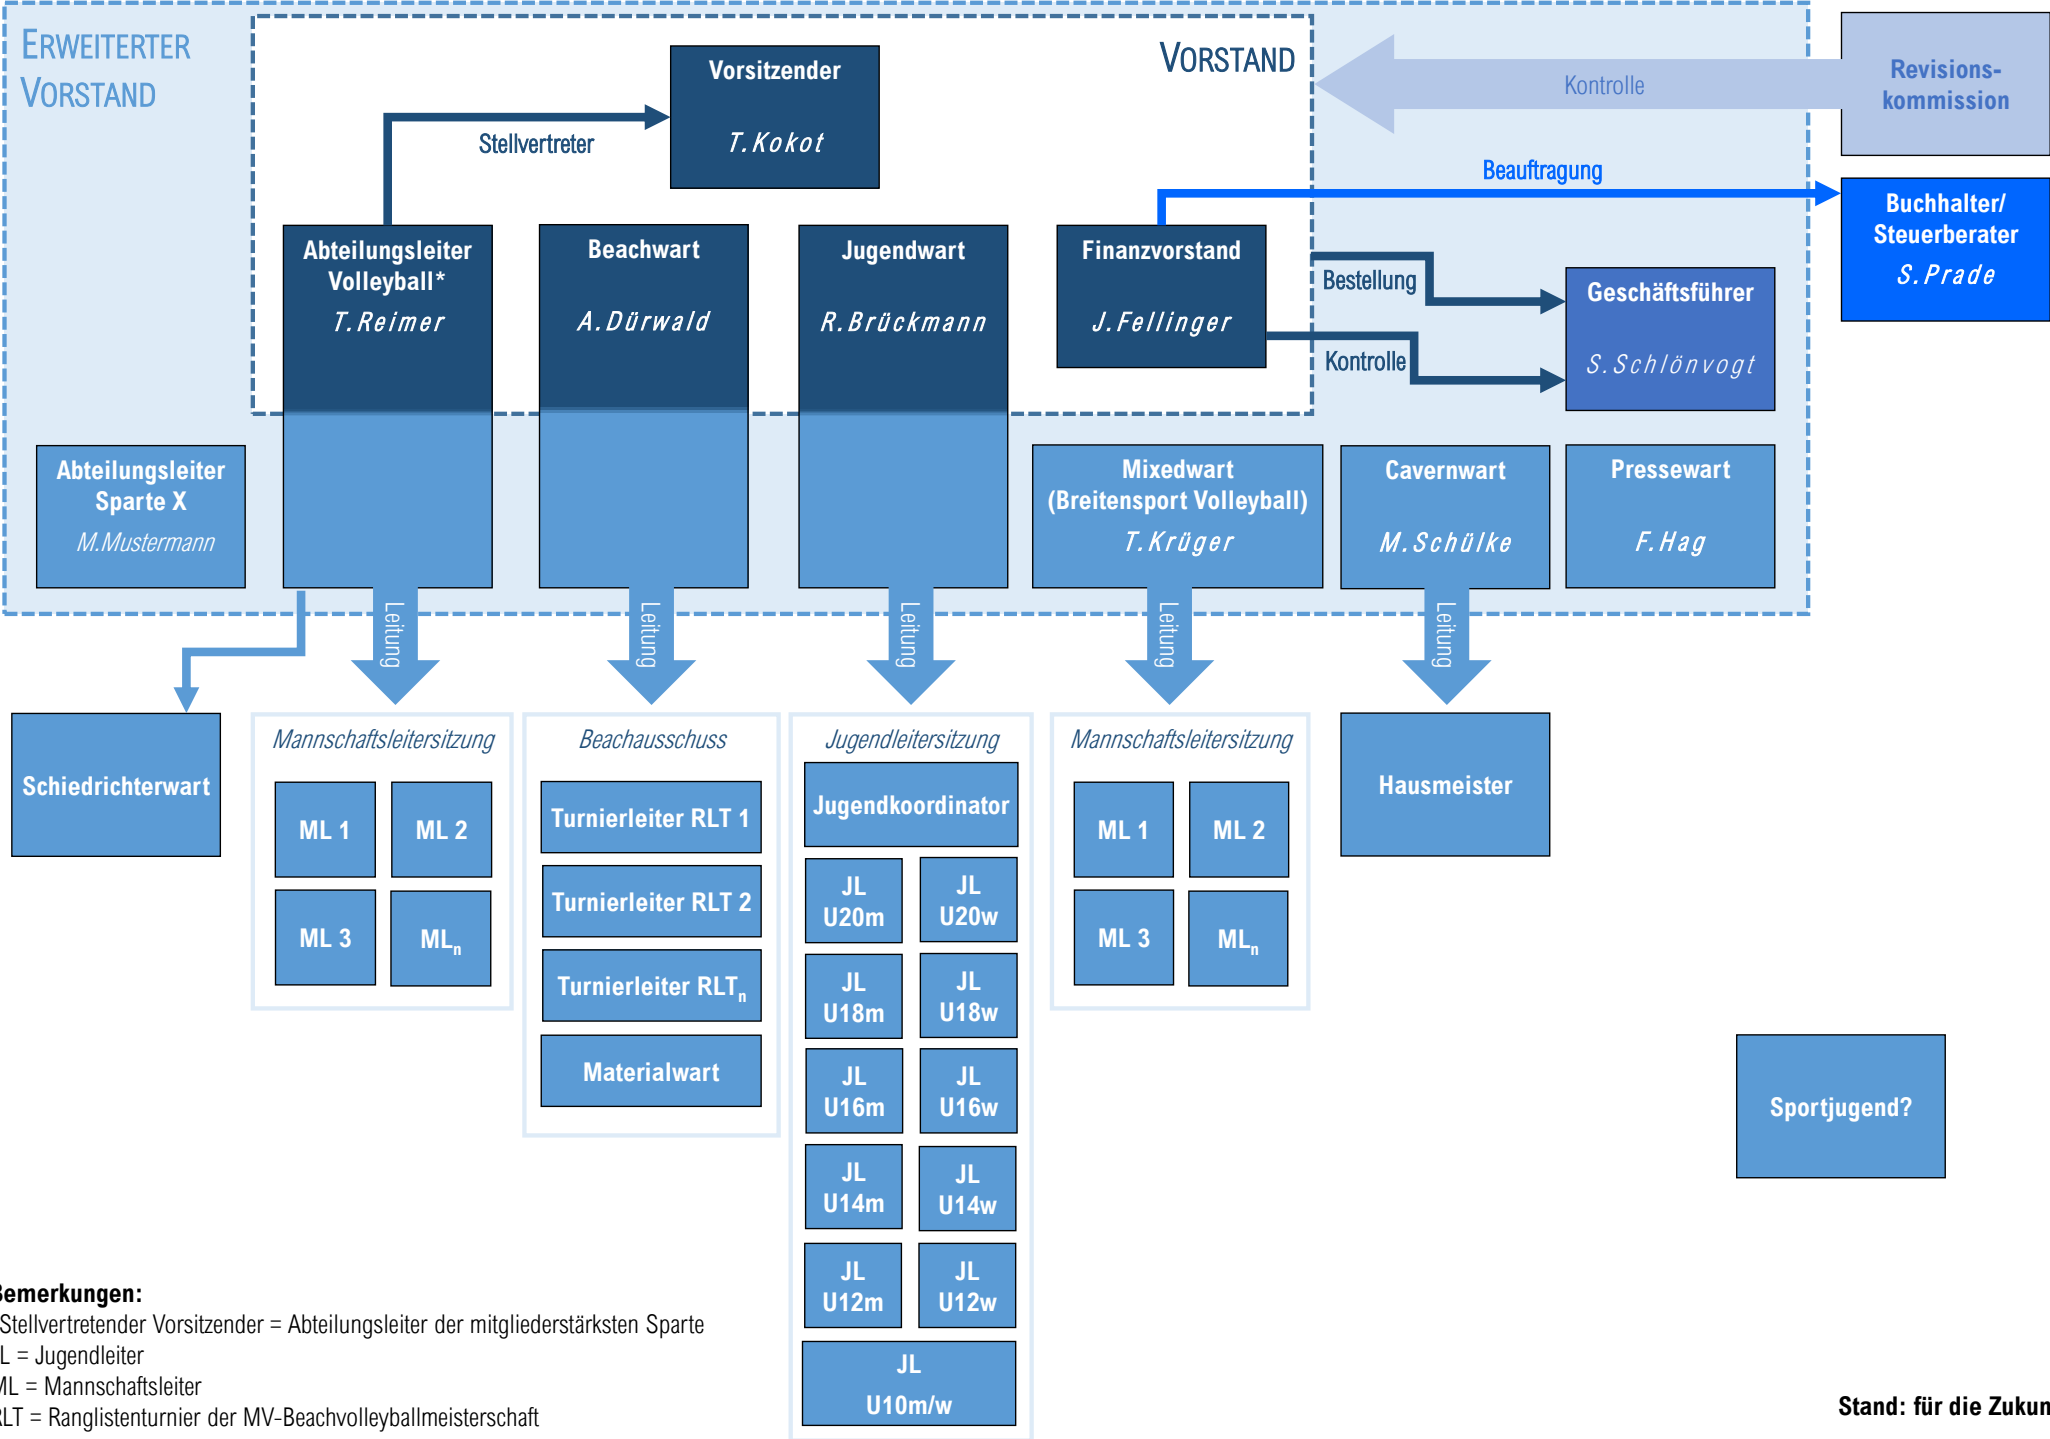 ERWEITERTER
VORSTAND
VORSTAND
Vorsitzender
T.Kokot
Stellvertreter
Kontrolle
Revisions-
kommission
Beauftragung
Buchhalter/
Steuerberater
S.Prade
Abteilungsleiter
Volleyball*
T.Reimer
Beachwart
A.Dürwald
Jugendwart
R.Brückmann
Finanzvorstand
J.Fellinger
Bestellung
Kontrolle
Geschäftsführer
S.Schlönvogt
Abteilungsleiter
Sparte X
M.Mustermann
Mixedwart
(Breitensport Volleyball)
T.Krüger
Cavernwart
M.Schülke
Pressewart
F.Hag
Leitung
Leitung
Leitung
Leitung
Leitung
Schiedrichterwart
Mannschaftsleitersitzung
ML 1
ML 2
ML 3
MLn
Beachausschuss
Turnierleiter RLT 1
Turnierleiter RLT 2
Turnierleiter RLTn
Materialwart
Jugendleitersitzung
Jugendkoordinator
JL
U20m
JL
U20w
JL
U18m
JL
U18w
JL
U16m
JL
U16w
JL
U14m
JL
U14w
JL
U12m
JL
U12w
JL
U10m/w
Mannschaftsleitersitzung
ML 1
ML 2
ML 3
MLn
Hausmeister
Sportjugend?
Bemerkungen:
Stellvertretender Vorsitzender = Abteilungsleiter der mitgliederstärksten Sparte
L = Jugendleiter
ML = Mannschaftsleiter
RLT = Ranglistenturnier der MV-Beachvolleyballmeisterschaft
Stand: für die Zukun